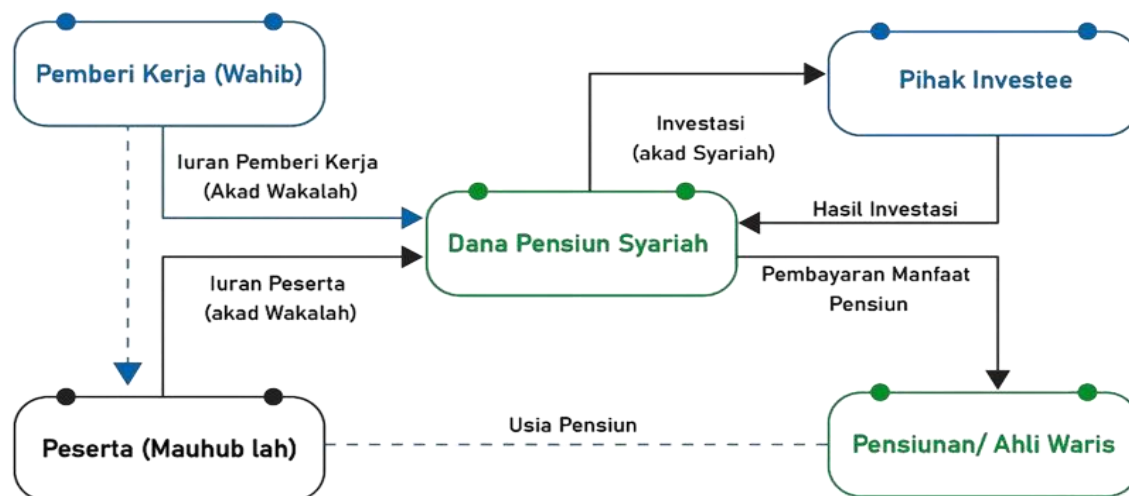 Pemberi Kerja (Wahib)
Pihak Investee
Iuran Pemberi Kerja
(Akad Wakalah)
Investasi
(akad Syariah)
Dana Pensiun Syariah
Hasil Investasi
Iuran Peserta
(akad Wakalah)
Pembayaran Manfaat
Pensiun
Peserta (Mauhub lah)
Usia Pensiun
Pensiunan/ Ahli Waris